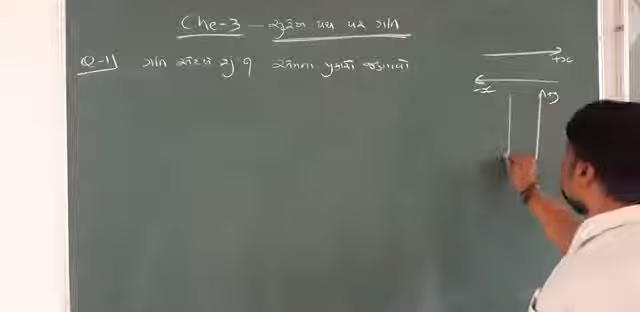 Che-3 – સુરેખ પથ પર ગતિ
Q-1) ગતિ એટલે શું ? ગતિના પ્રકારો જણાવો
+x
-x
+y